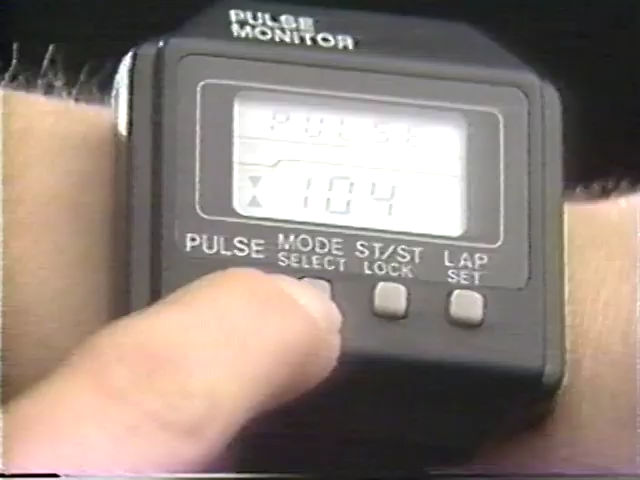 PULSE
MONITOR
PULSE
104
PULSE MODE ST/ST LAP
SELECT LOCK SET